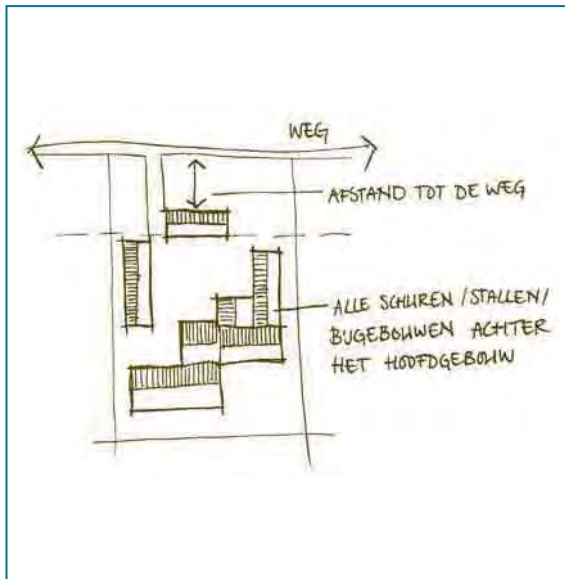 WEG
AFSTAND TOT DE WEG
ALLE SCHUREN/STALLEN/
BIJGEBOUWEN ACHTER
HET HOOFDGEBOUW